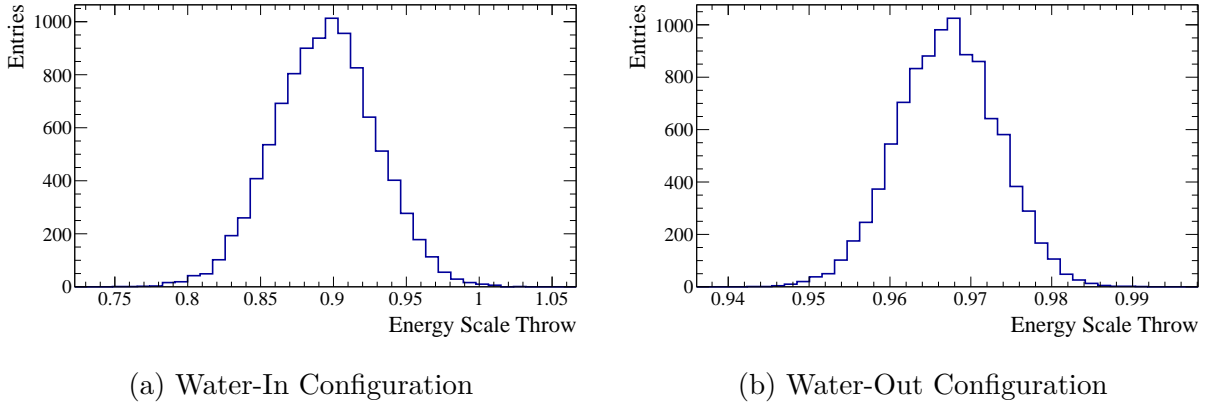 Entries
1000
800
600
400
200
0
0.75 0.8 0.85 0.9 0.95 1 1.05
Energy Scale Throw
(a) Water-In Configuration
Entries
1000
800
600
400
200
0
0.94 0.95 0.96 0.97 0.98 0.99
Energy Scale Throw
(b) Water-Out Configuration